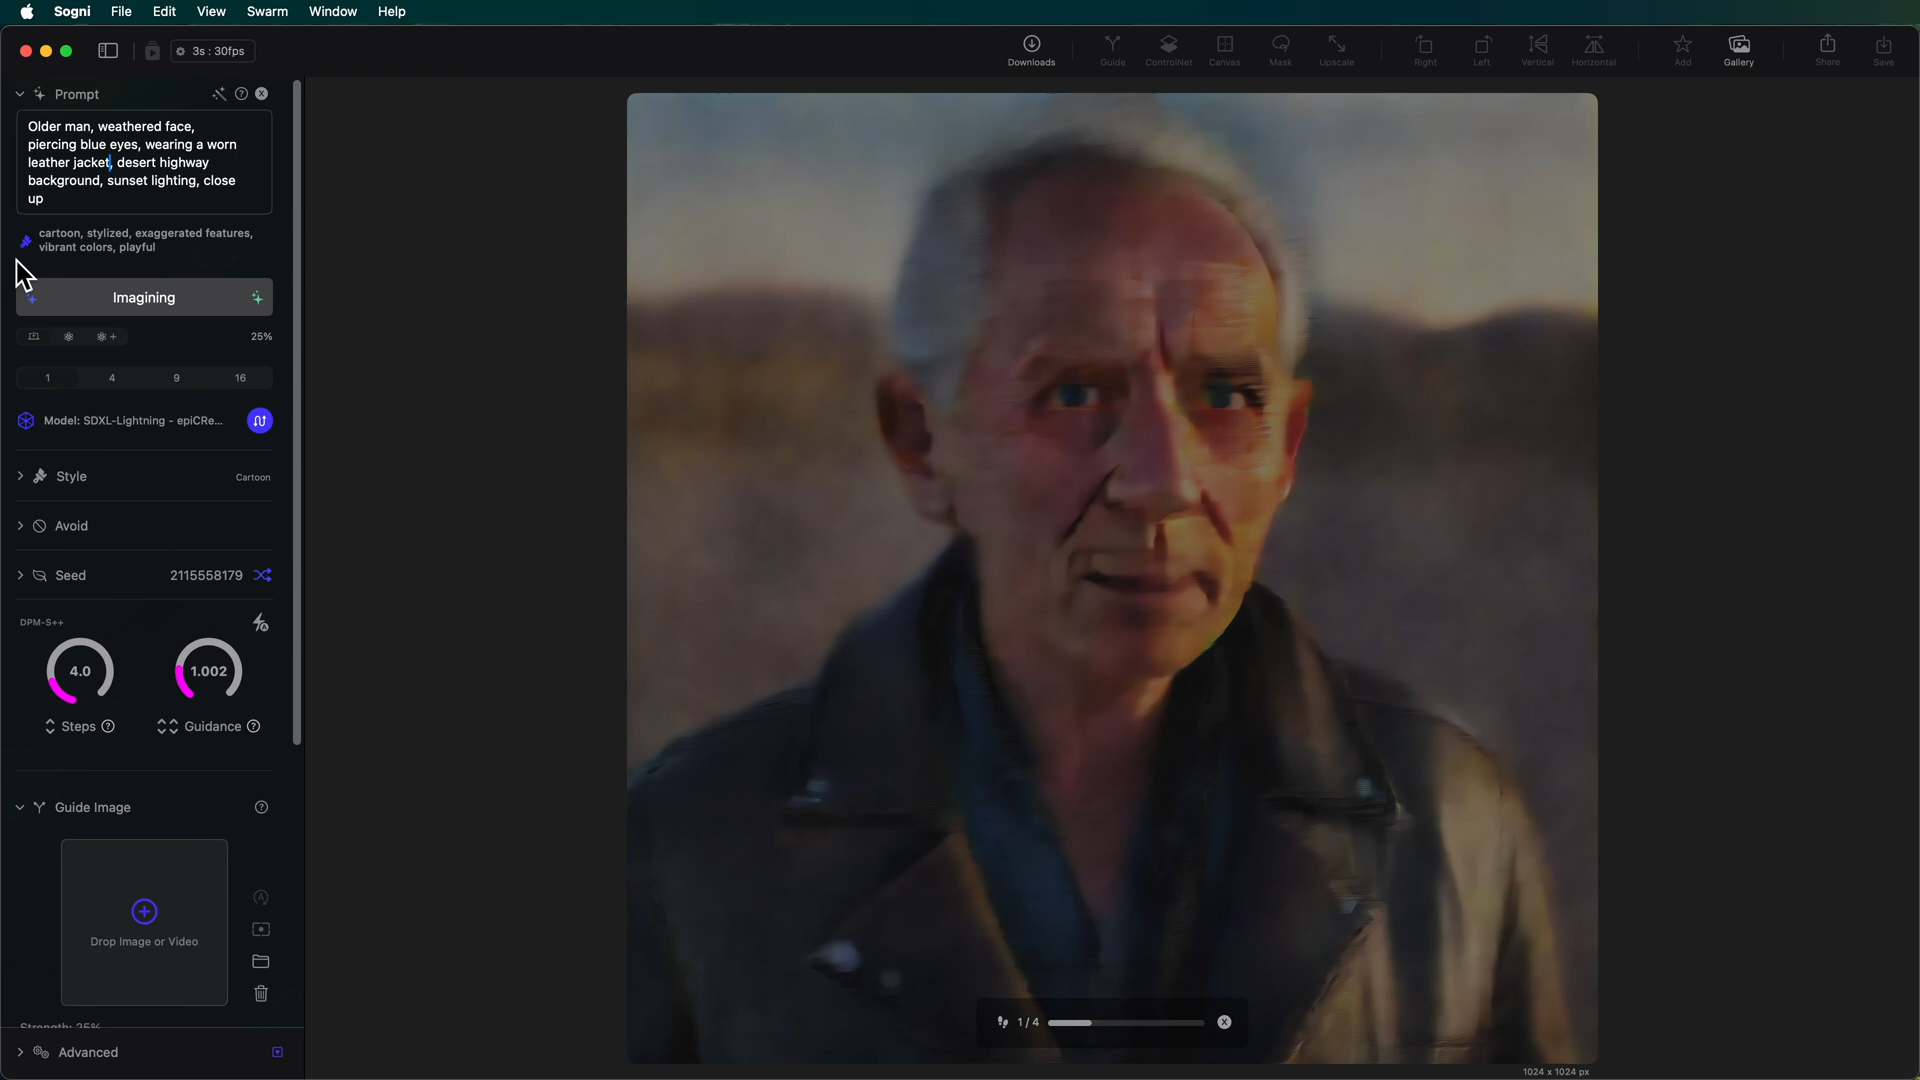 Sogni File Edit View Swarm Window Help
3s : 30fps
Downloads Guide ControlNet Canvas Mask Upscale Right Left Vertical Horizontal Add Gallery Share Save
Prompt
Older man, weathered face,
piercing blue eyes, wearing a worn
leather jacket, desert highway
background, sunset lighting, close
up
cartoon, stylized, exaggerated features,
vibrant colors, playful
Imagining
25%
1 4 9 16
Model: SDXL-Lightning - epiCRe...
Style Cartoon
Avoid
Seed 2115558179
DPM-S++
4.0 1.002
Steps Guidance
Guide Image
Drop Image or Video
Strength: 25%
Advanced
1 / 4
1024 x 1024 px